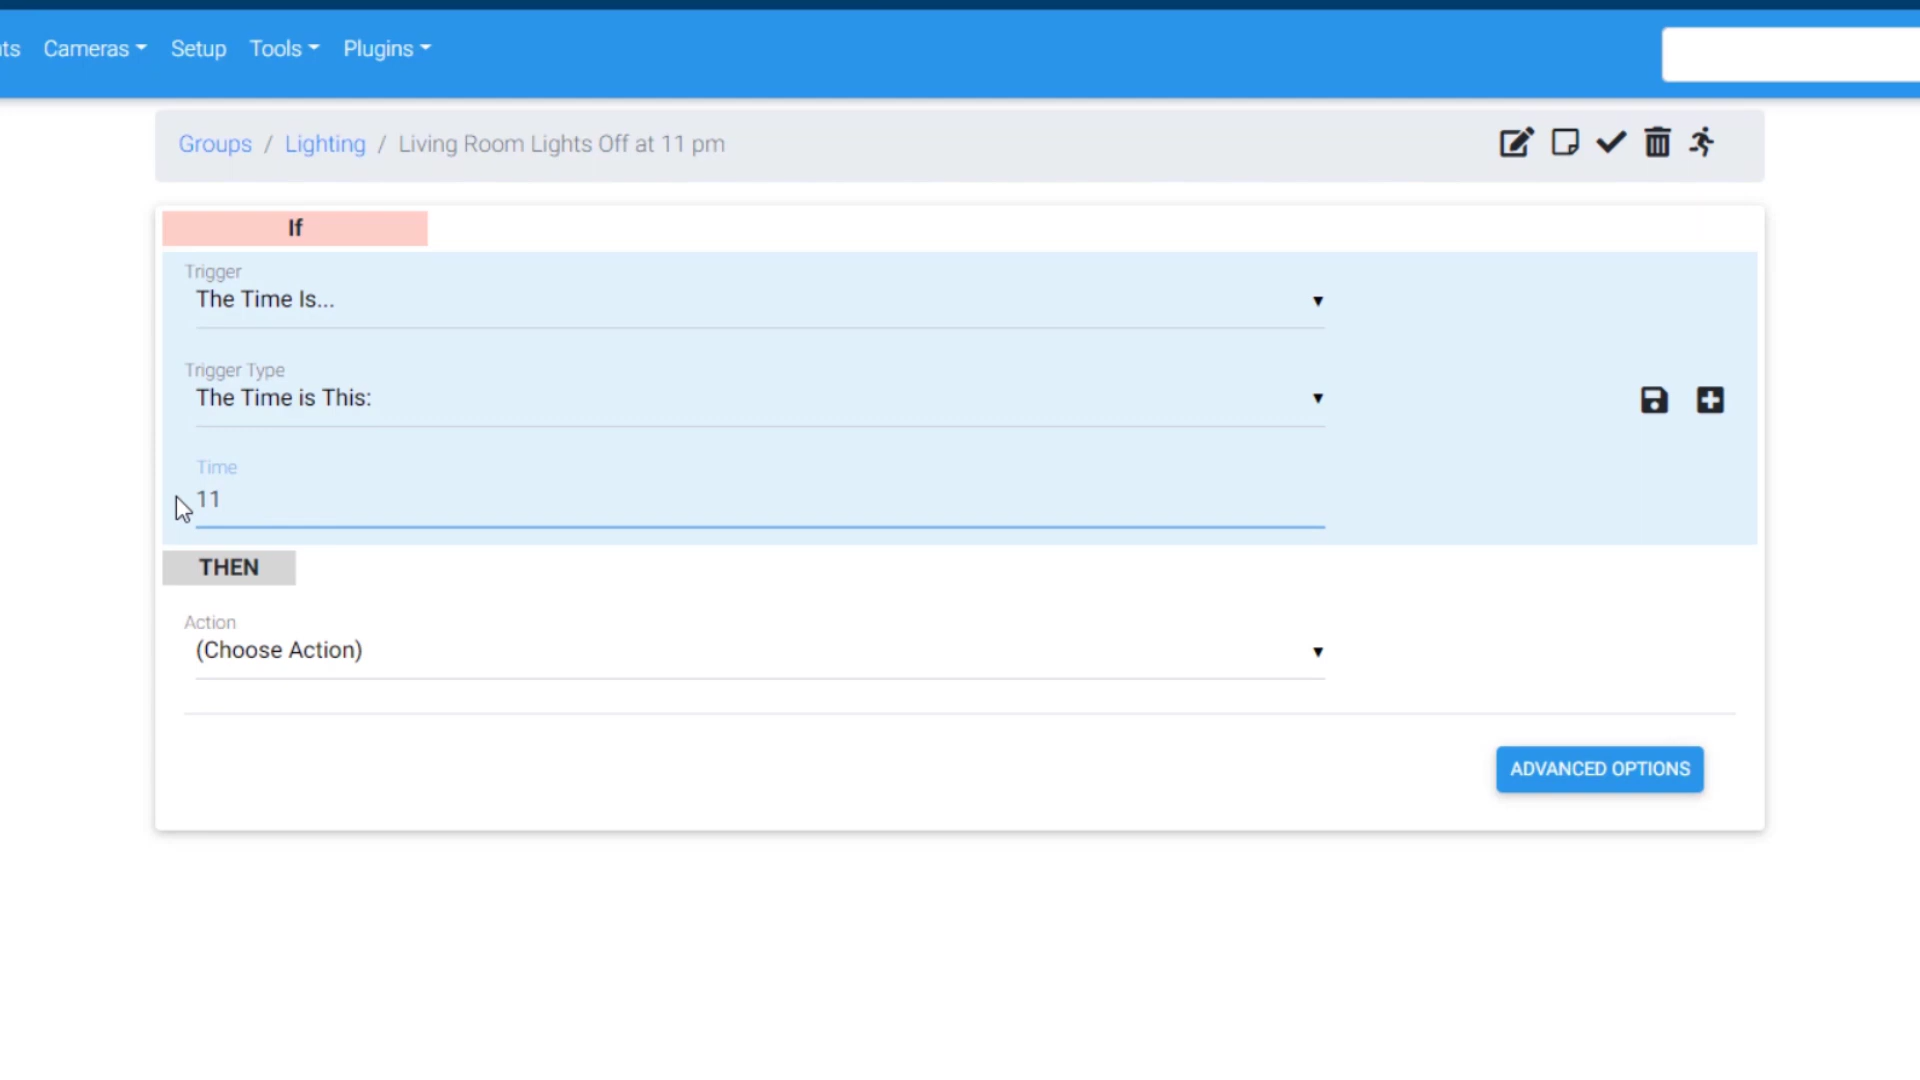 Cameras Setup Tools Plugins
Groups / Lighting / Living Room Lights Off at 11 pm
If
Trigger
The Time Is...
Trigger Type
The Time is This:
Time
11
THEN
Action
(Choose Action)
ADVANCED OPTIONS